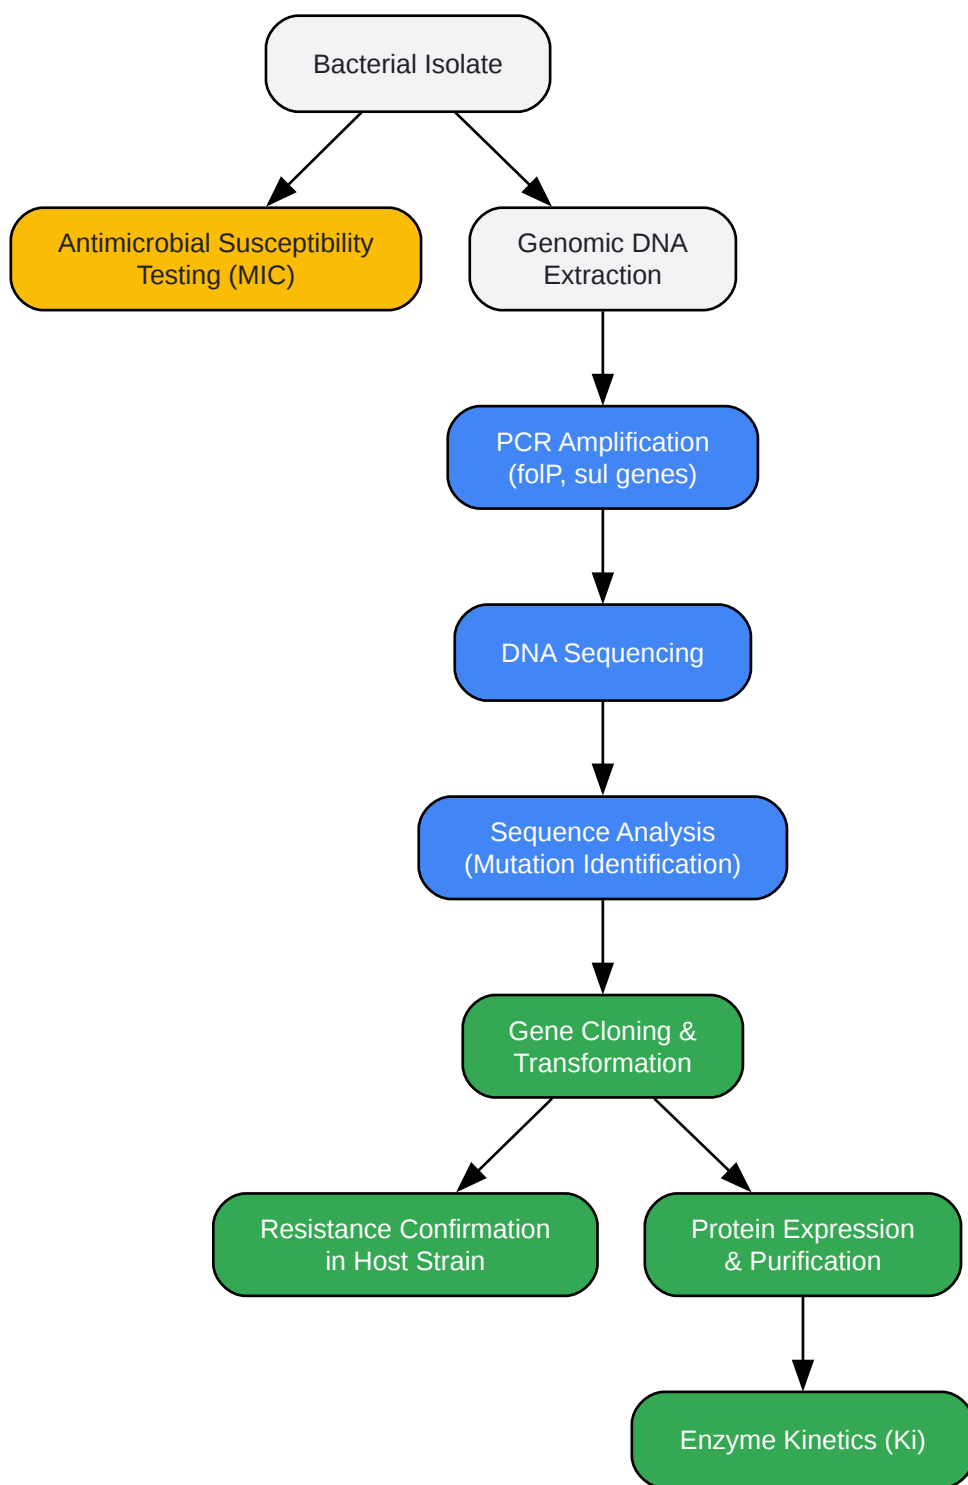 Bacterial Isolate
Antimicrobial Susceptibility
Testing (MIC)
Genomic DNA
Extraction
PCR Amplification
(folP, sul genes)
DNA Sequencing
Sequence Analysis
(Mutation Identification)
Gene Cloning &
Transformation
Resistance Confirmation
in Host Strain
Protein Expression
& Purification
Enzyme Kinetics (Ki)